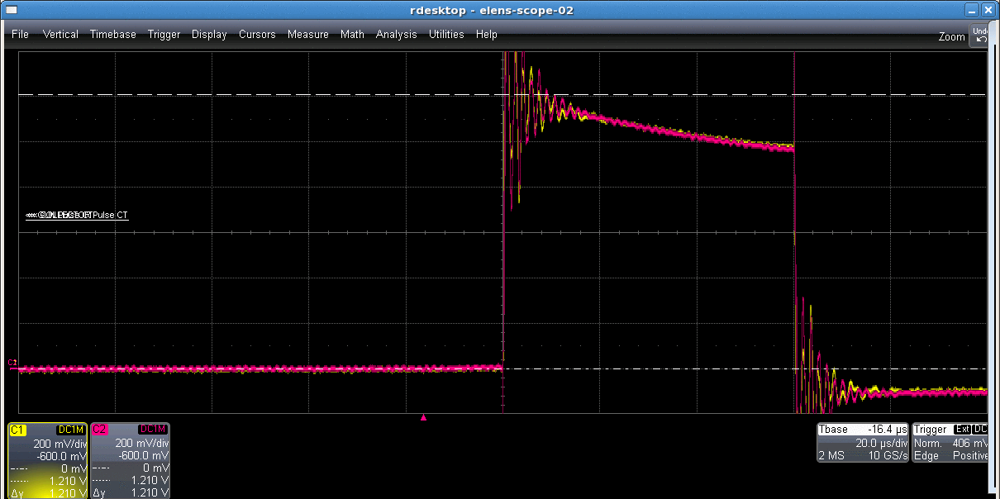 rdesktop - elens-scope-02
File Vertical Timebase Trigger Display Cursors Measure Math Analysis Utilities Help
Zoom Undo
Pulse CT
C1 DC1M
200 mV/div
-600.0 mV
0 mV
1.210 V
Δy 1.210 V
C2 DC1M
200 mV/div
-600.0 mV
0 mV
1.210 V
Δy 1.210 V
Tbase -16.4 µs
20.0 µs/div
2 MS 10 GS/s
Trigger Ext DC
Norm. 406 mV
Edge Positive